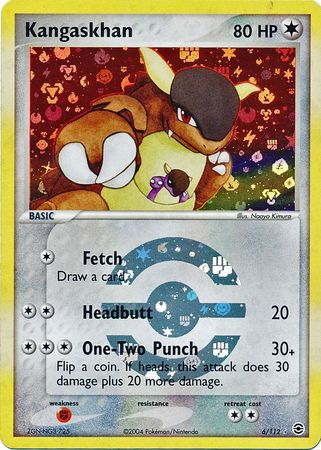 Kangaskhan 80 HP
BASIC Illus. Naoyo Kimura
Fetch
Draw a card.
Headbutt 20
One-Two Punch 30+
Flip a coin. If heads, this attack does 30
damage plus 20 more damage.
weakness resistance retreat cost
©2004 Pokémon/Nintendo 6/112